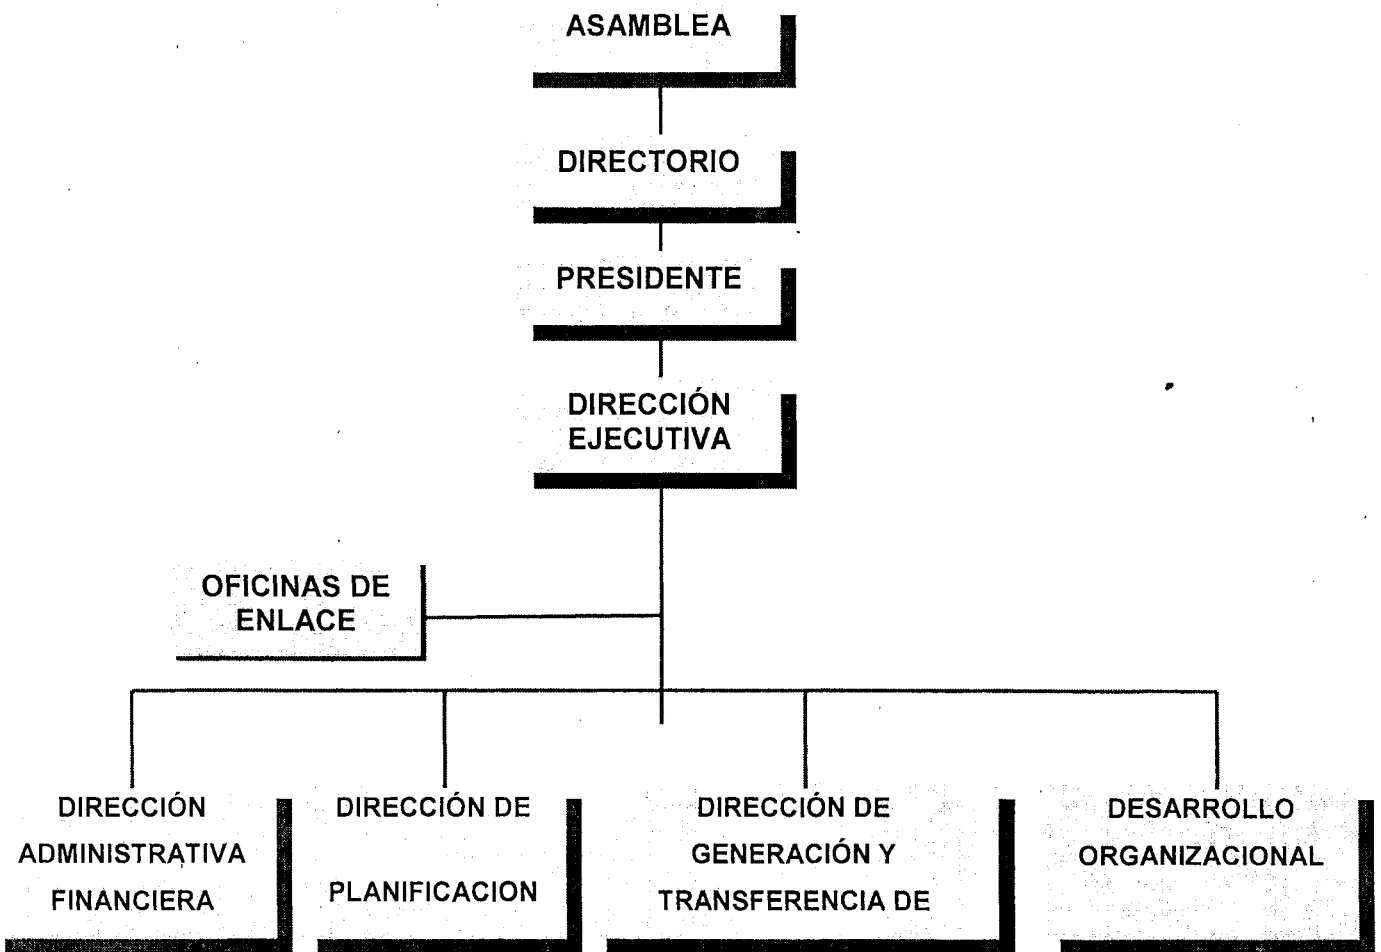 ASAMBLEA
DIRECTORIO
PRESIDENTE
DIRECCIÓN
EJECUTIVA
OFICINAS DE
ENLACE
DIRECCIÓN
ADMINISTRATIVA
FINANCIERA
DIRECCIÓN DE
PLANIFICACION
DIRECCIÓN DE
GENERACIÓN Y
TRANSFERENCIA DE
DESARROLLO
ORGANIZACIONAL